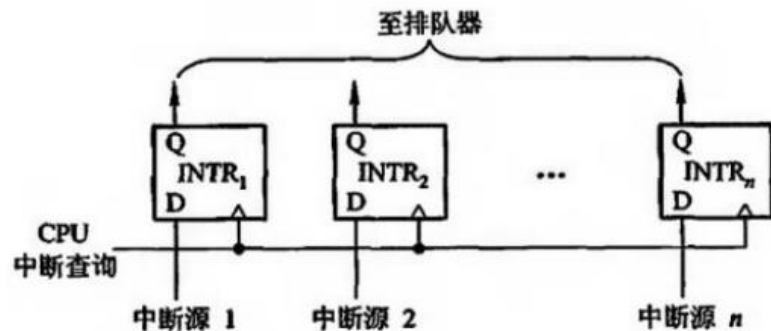 至排队器
Q
INTR₁
D
Q
INTR₂
D
...
Q
INTRₙ
D
CPU
中断查询
中断源 1
中断源 2
中断源 n